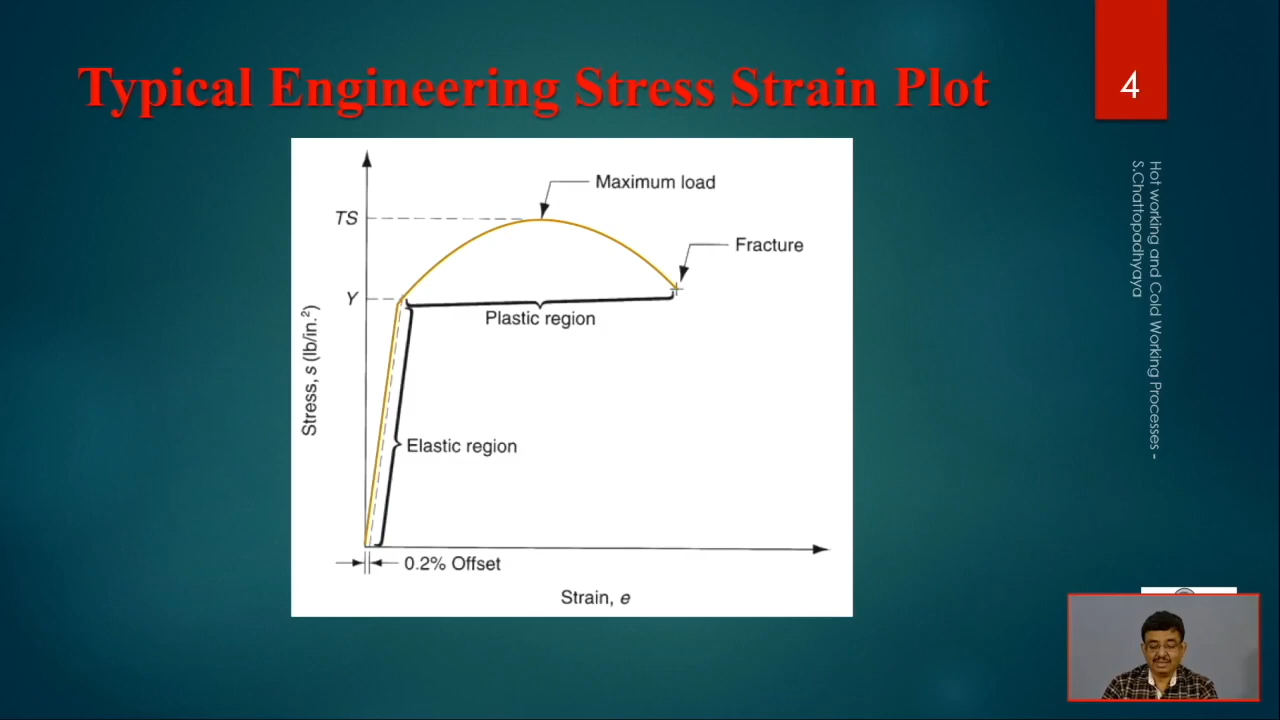 Typical Engineering Stress Strain Plot
4
Hot working and Cold Working Processes -
S.Chattopadhyaya
Maximum load
TS
Fracture
Y
Plastic region
Stress, s (lb/in.²)
Elastic region
0.2% Offset
Strain, e